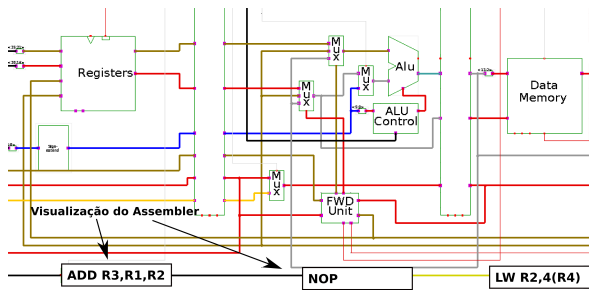 Registers
Mux
Mux
Mux
Alu
ALU
Control
Data
Memory
Mux
FWD
Unit
Visualização do Assembler
ADD R3,R1,R2
NOP
LW R2,4(R4)